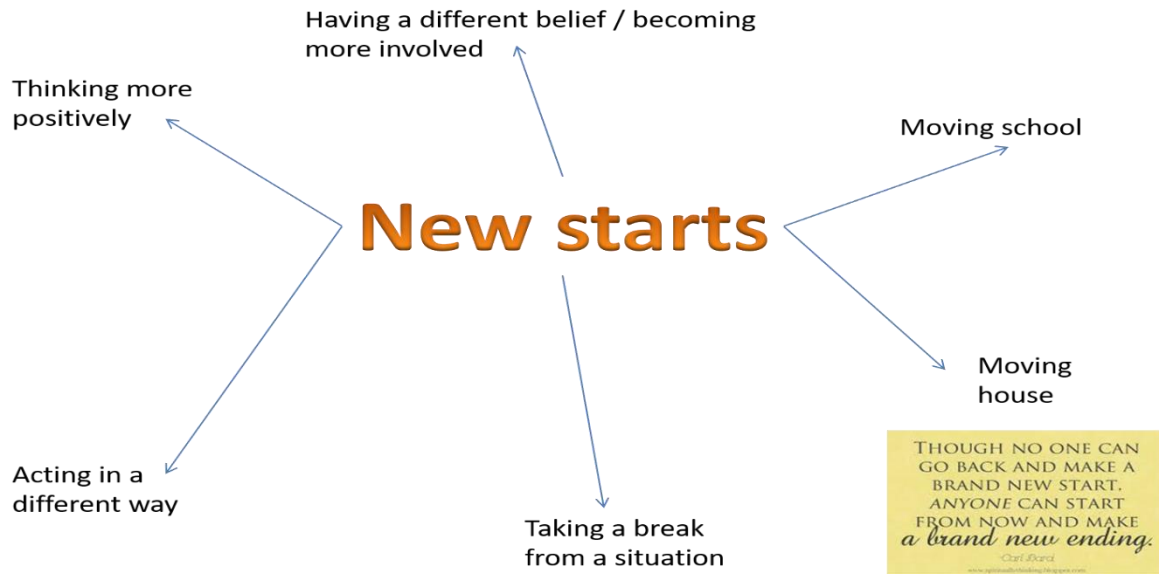 Having a different belief / becoming
more involved
Thinking more
positively
Moving school
New starts
Moving
house
Acting in a
different way
Taking a break
from a situation
THOUGH NO ONE CAN
GO BACK AND MAKE A
BRAND NEW START,
ANYONE CAN START
FROM NOW AND MAKE
a brand new ending.
-Carl Bard